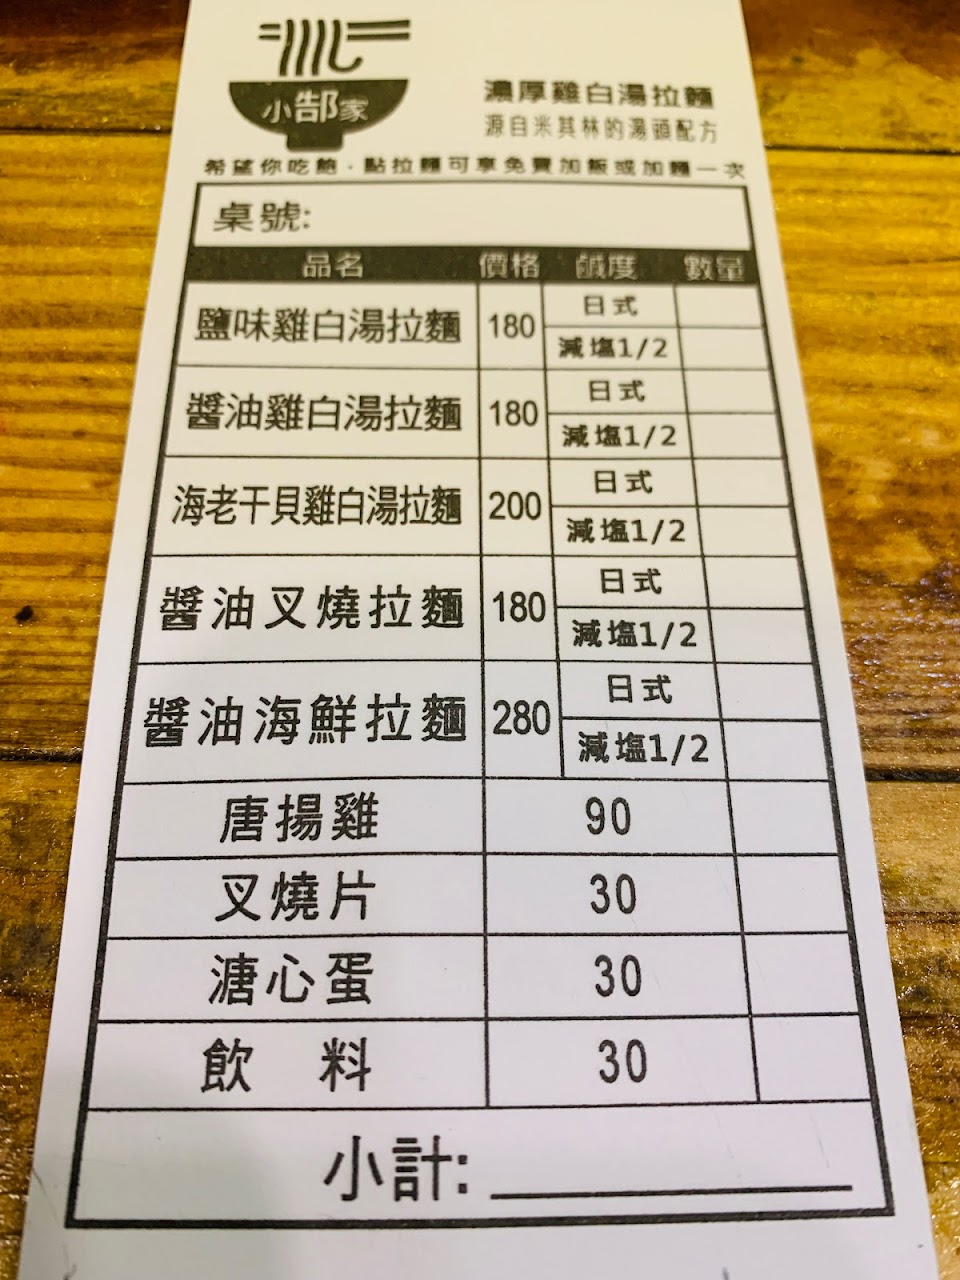 小郜家
濃厚雞白湯拉麵
源自米其林的湯頭配方
希望你吃飽．點拉麵可享免費加飯或加麵一次
桌號:
品名 價格 鹹度 數量
鹽味雞白湯拉麵 180 日式
減塩1/2
醬油雞白湯拉麵 180 日式
減塩1/2
海老干貝雞白湯拉麵 200 日式
減塩1/2
醬油叉燒拉麵 180 日式
減塩1/2
醬油海鮮拉麵 280 日式
減塩1/2
唐揚雞 90
叉燒片 30
溏心蛋 30
飲料 30
小計: